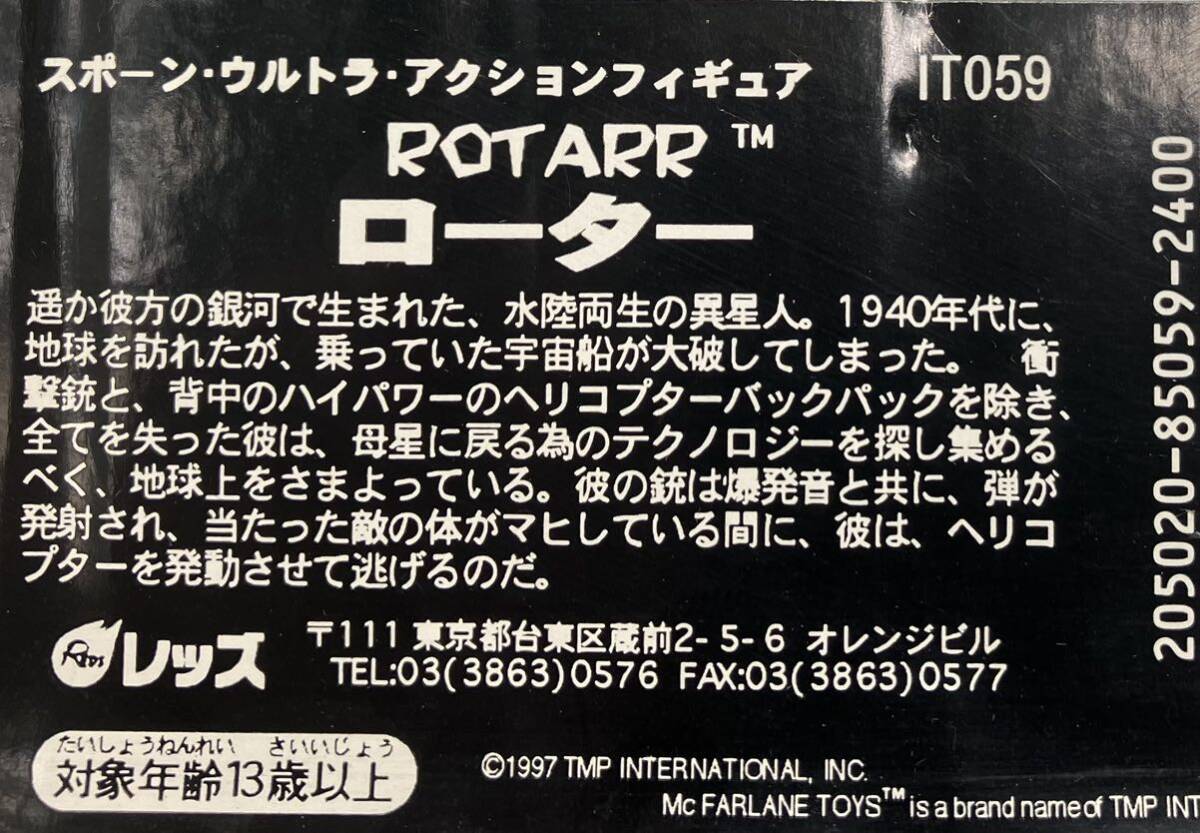 スポーン・ウルトラ・アクションフィギュア IT059
ROTARR™
ローター
遥か彼方の銀河で生まれた、水陸両生の異星人。1940年代に、
地球を訪れたが、乗っていた宇宙船が大破してしまった。 衝
撃銃と、背中のハイパワーのヘリコプターバックパックを除き、
全てを失った彼は、母星に戻る為のテクノロジーを探し集める
べく、地球上をさまよっている。彼の銃は爆発音と共に、弾が
発射され、当たった敵の体がマヒしている間に、彼は、ヘリコ
プターを発動させて逃げるのだ。
Reds レッズ
〒111 東京都台東区蔵前2-5-6 オレンジビル
TEL:03(3863)0576 FAX:03(3863)0577
たいしょうねんれい さいいじょう
対象年齢13歳以上
©1997 TMP INTERNATIONAL, INC.
Mc FARLANE TOYS™ is a brand name of TMP INT
205020-85059-2400